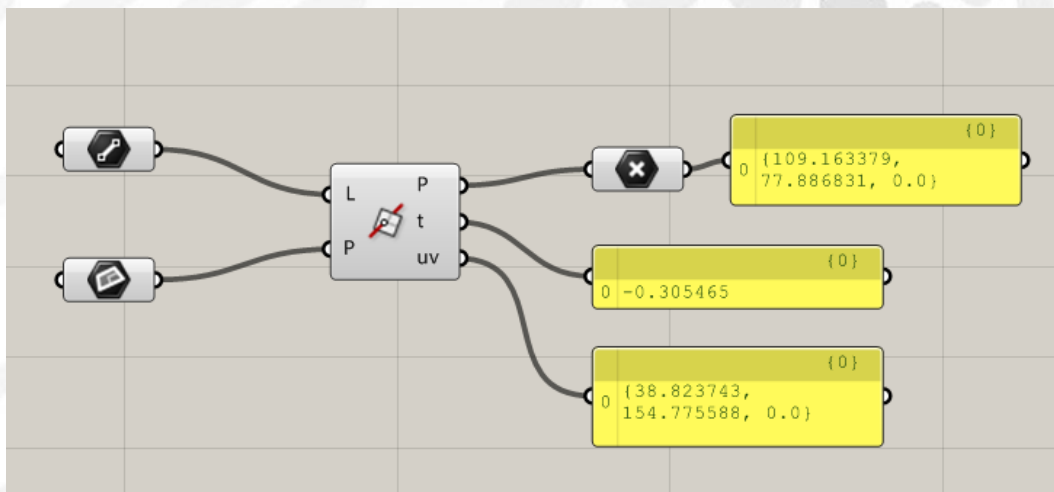 L
P
P
t
uv
{0}
0 {109.163379,
77.886831, 0.0}
{0}
0 -0.305465
{0}
0 {38.823743,
154.775588, 0.0}